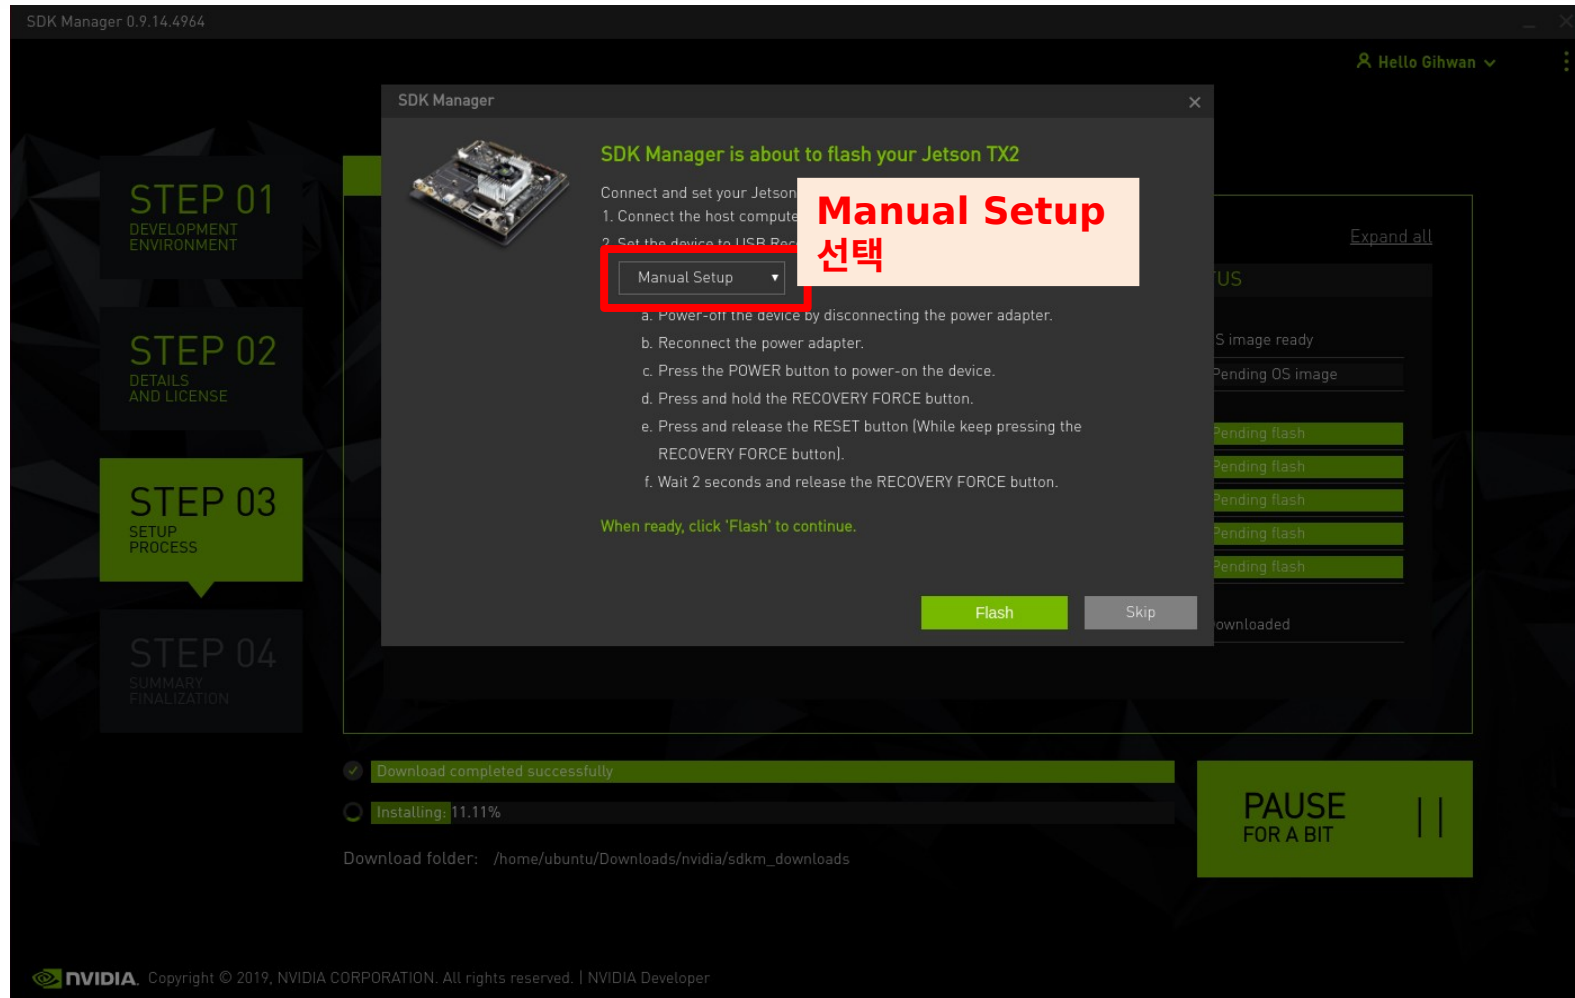 SDK Manager 0.9.14.4964
Hello Gihwan
SDK Manager
SDK Manager is about to flash your Jetson TX2
Connect and set your Jetson
1. Connect the host compute
2. Set the device to USB Rec
Manual Setup
선택
Manual Setup
a. Power-off the device by disconnecting the power adapter.
b. Reconnect the power adapter.
c. Press the POWER button to power-on the device.
d. Press and hold the RECOVERY FORCE button.
e. Press and release the RESET button (While keep pressing the
RECOVERY FORCE button).
f. Wait 2 seconds and release the RECOVERY FORCE button.
When ready, click 'Flash' to continue.
Flash
Skip
STEP 01
DEVELOPMENT
ENVIRONMENT
STEP 02
DETAILS
AND LICENSE
STEP 03
SETUP
PROCESS
STEP 04
SUMMARY
FINALIZATION
Expand all
TUS
S image ready
Pending OS image
Pending flash
Pending flash
Pending flash
Pending flash
Pending flash
ownloaded
Download completed successfully
Installing: 11.11%
Download folder: /home/ubuntu/Downloads/nvidia/sdkm_downloads
PAUSE
FOR A BIT
NVIDIA. Copyright © 2019, NVIDIA CORPORATION. All rights reserved. | NVIDIA Developer